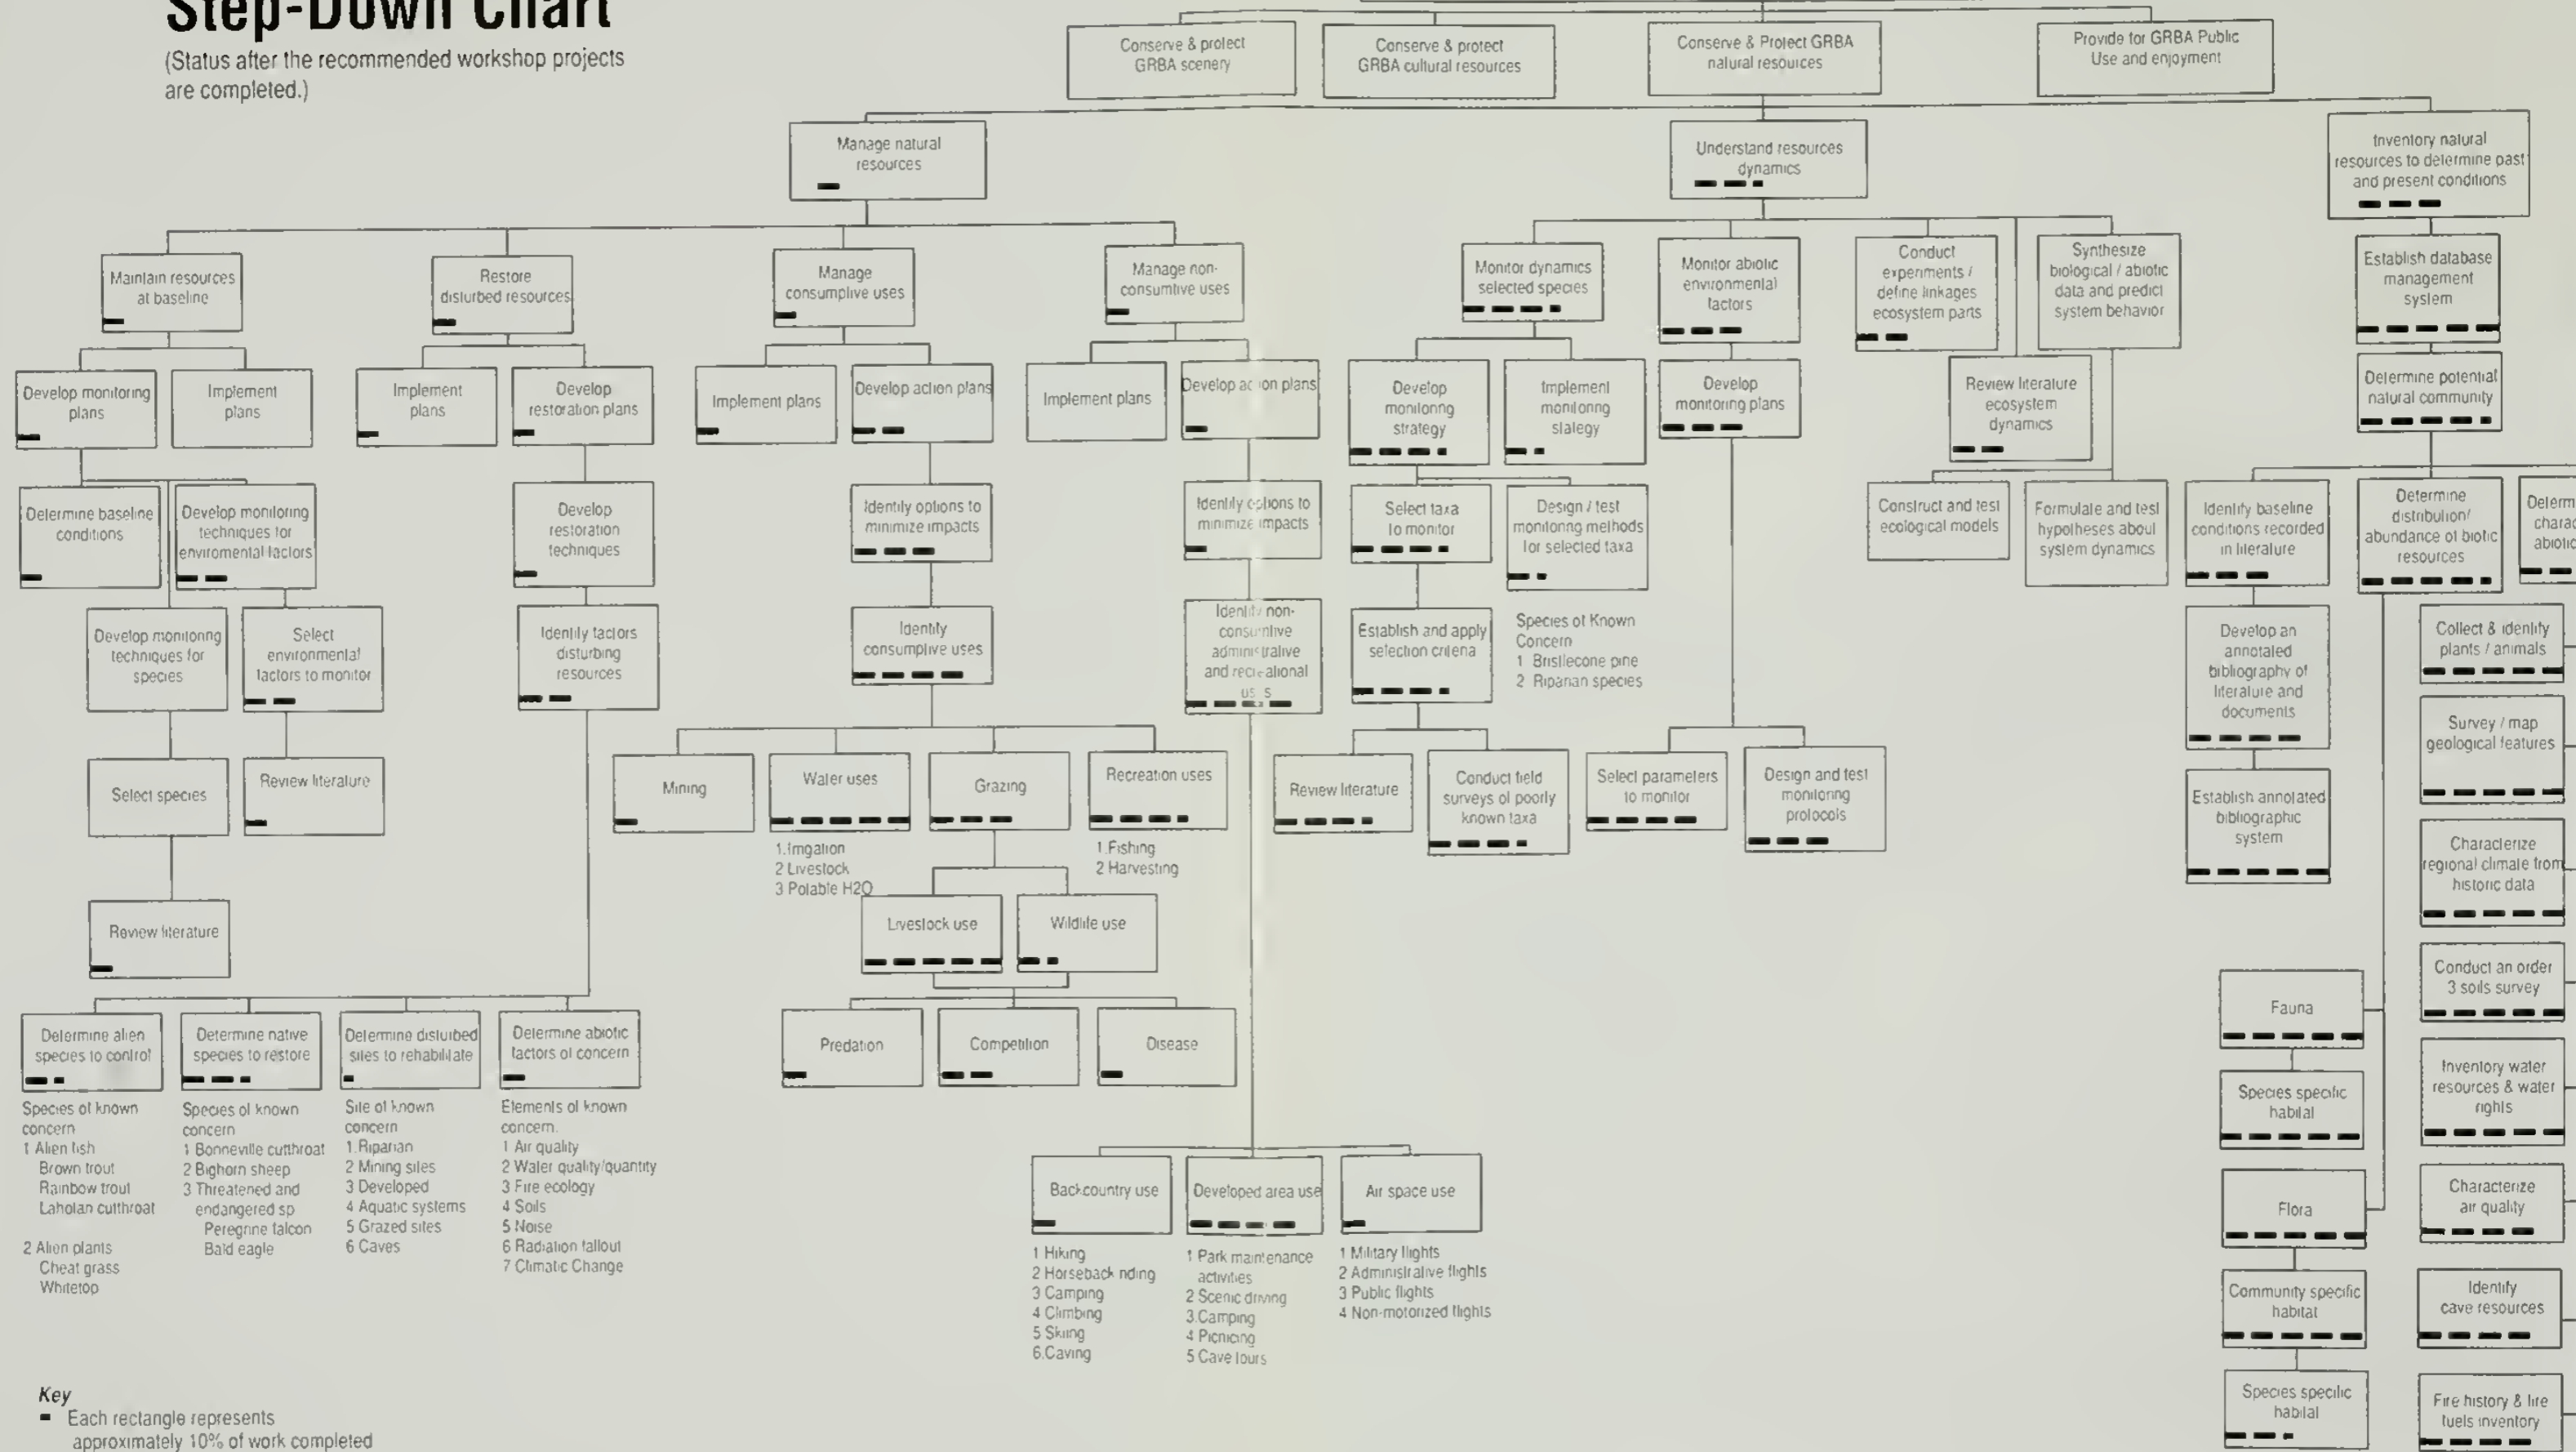 Step-Down Chart
(Status after the recommended workshop projects
are completed.)
Conserve & protect
GRBA scenery
Conserve & protect
GRBA cultural resources
Conserve & Protect GRBA
natural resources
Provide for GRBA Public
Use and enjoyment
Manage natural
resources
Understand resources
dynamics
Inventory natural
resources to determine past
and present conditions
Maintain resources
at baseline
Restore
disturbed resources
Manage
consumptive uses
Manage non-
consumtive uses
Monitor dynamics
selected species
Monitor abiotic
environmental
factors
Conduct
experiments /
define linkages
ecosystem parts
Synthesize
biological / abiotic
data and predict
system behavior
Establish database
management
system
Develop monitoring
plans
Implement
plans
Implement
plans
Develop
restoration plans
Implement plans
Develop action plans
Implement plans
Develop action plans
Develop
monitoring
strategy
Implement
monitoring
stategy
Develop
monitoring plans
Review literature
ecosystem
dynamics
Determine potential
natural community
Determine baseline
conditions
Develop monitoring
techniques for
enviromental factors
Develop
restoration
techniques
Identify options to
minimize impacts
Identify options to
minimize impacts
Select taxa
to monitor
Design / test
monitoring methods
for selected taxa
Construct and test
ecological models
Formulate and test
hypotheses about
system dynamics
Identify baseline
conditions recorded
in literature
Determine
distribution/
abundance of biotic
resources
Develop monitoring
techniques for
species
Select
environmental
factors to monitor
Identify factors
disturbing
resources
Identify
consumptive uses
Identify non-
consumtive
administrative
and recreational
uses
Establish and apply
selection criteria
Species of Known
Concern
1 Bristlecone pine
2 Riparian species
Develop an
annotated
bibliography of
literature and
documents
Collect & identify
plants / animals
Survey / map
geological features
Select species
Review literature
Mining
Water uses
Grazing
Recreation uses
Review literature
Conduct field
surveys of poorly
known taxa
Select parameters
to monitor
Design and test
monitoring
protocols
Establish annotated
bibliographic
system
Characterize
regional climate from
historic data
1.Irrigation
2 Livestock
3 Potable H2O
1.Fishing
2 Harvesting
Review literature
Livestock use
Wildlife use
Conduct an order
3 soils survey
Fauna
Determine alien
species to control
Determine native
species to restore
Determine disturbed
sites to rehabilitate
Determine abiotic
factors of concern
Predation
Competition
Disease
Inventory water
resources & water
rights
Species specific
habitat
Species of known
concern
1 Alien fish
Brown trout
Rainbow trout
Laholan cutthroat
2 Alien plants
Cheat grass
Whitetop
Species of known
concern
1 Bonneville cutthroat
2 Bighorn sheep
3 Threatened and
endangered sp
Peregrine falcon
Bald eagle
Site of known
concern
1.Riparian
2 Mining sites
3 Developed
4 Aquatic systems
5 Grazed sites
6 Caves
Elements of known
concern.
1 Air quality
2 Water quality/quantity
3 Fire ecology
4 Soils
5 Noise
6 Radiation fallout
7 Climatic Change
Backcountry use
Developed area use
Air space use
Flora
Characterize
air quality
1 Hiking
2 Horseback riding
3 Camping
4 Climbing
5 Skiing
6.Caving
1 Park maintenance
activities
2 Scenic driving
3.Camping
4 Picnicing
5 Cave tours
1 Military flights
2 Administrative flights
3 Public flights
4 Non-motorized flights
Community specific
habitat
Identify
cave resources
Species specific
habital
Fire history & fire
fuels inventory
Key
Each rectangle represents
approximately 10% of work completed